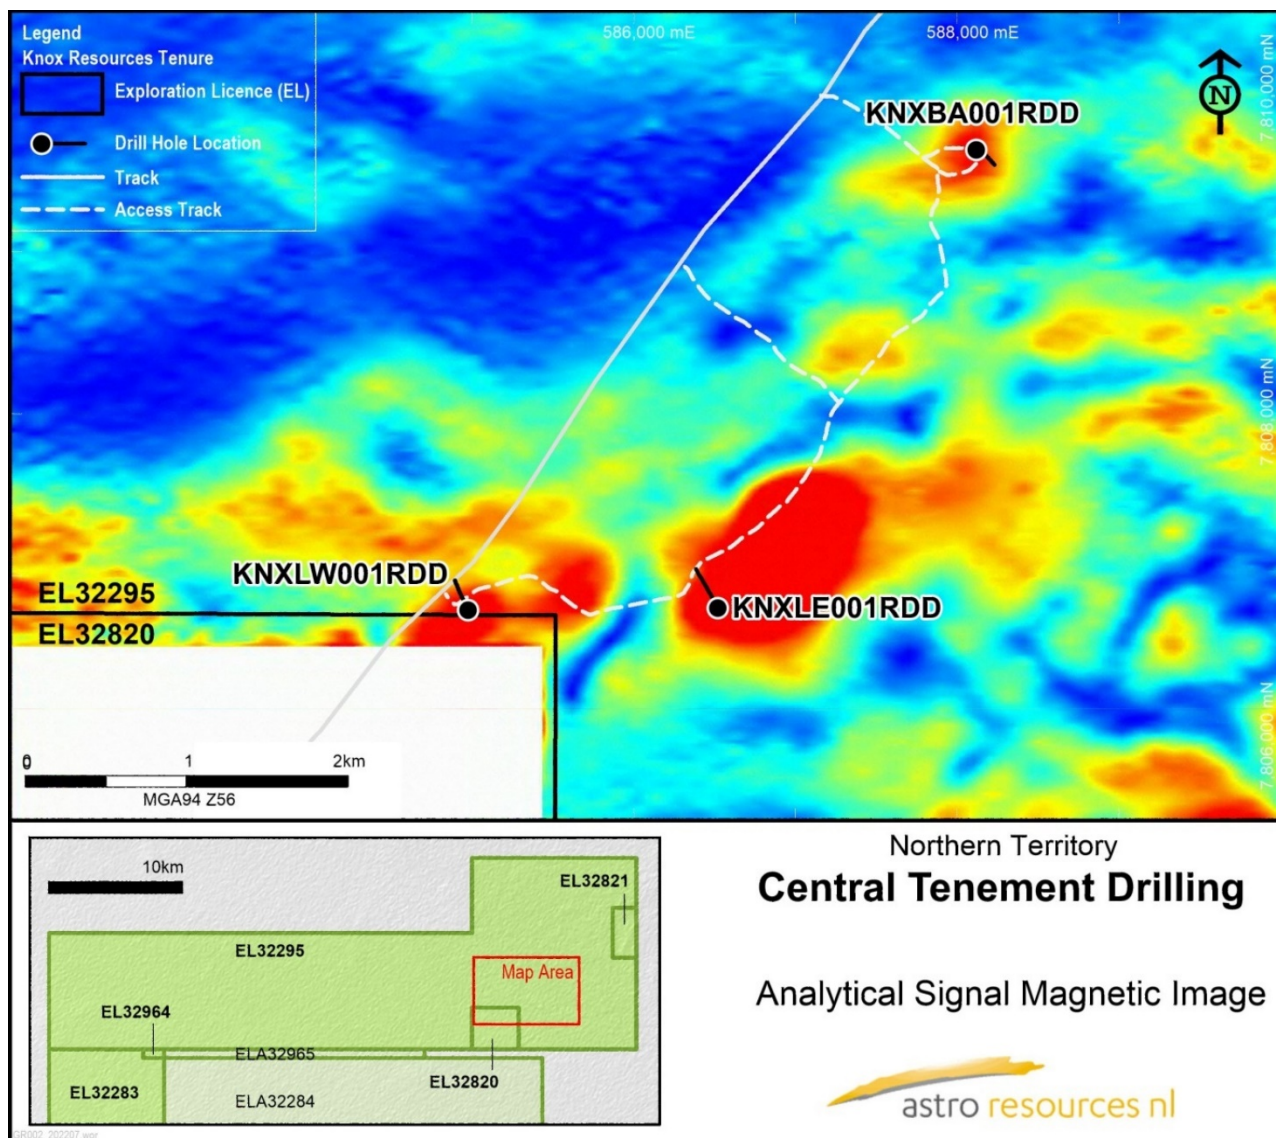 Legend
Knox Resources Tenure
Exploration Licence (EL)
Drill Hole Location
Track
Access Track
586,000 mE
588,000 mE
7,810,000 mN
N
KNXBA001RDD
7,808,000 mN
KNXLW001RDD
EL32295
KNXLE001RDD
EL32820
7,806,000 mN
0 1 2km
MGA94 Z56
10km
EL32821
EL32295
Map Area
EL32964
ELA32965
EL32283
EL32820
ELA32284
Northern Territory
Central Tenement Drilling
Analytical Signal Magnetic Image
astro resources nl
GR002_202207.wor